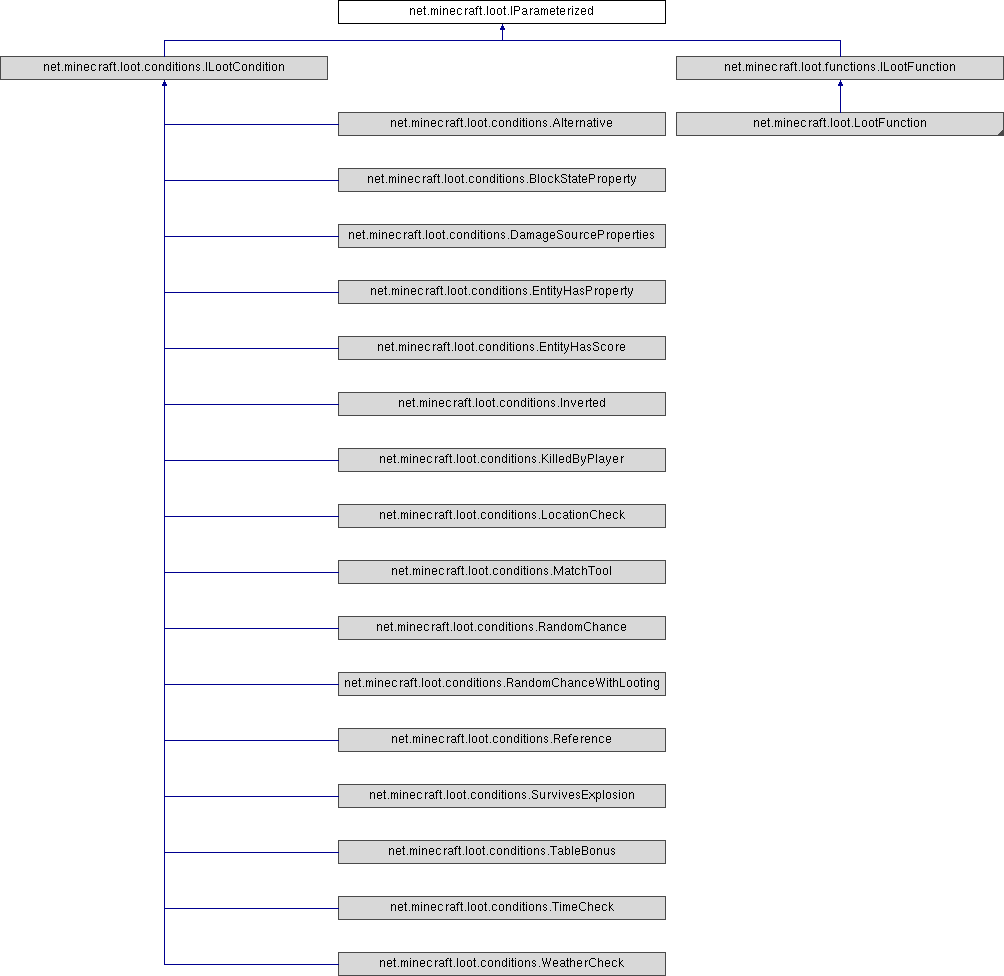 net.minecraft.loot.IParameterized
net.minecraft.loot.conditions.ILootCondition
net.minecraft.loot.functions.ILootFunction
net.minecraft.loot.conditions.Alternative
net.minecraft.loot.LootFunction
net.minecraft.loot.conditions.BlockStateProperty
net.minecraft.loot.conditions.DamageSourceProperties
net.minecraft.loot.conditions.EntityHasProperty
net.minecraft.loot.conditions.EntityHasScore
net.minecraft.loot.conditions.Inverted
net.minecraft.loot.conditions.KilledByPlayer
net.minecraft.loot.conditions.LocationCheck
net.minecraft.loot.conditions.MatchTool
net.minecraft.loot.conditions.RandomChance
net.minecraft.loot.conditions.RandomChanceWithLooting
net.minecraft.loot.conditions.Reference
net.minecraft.loot.conditions.SurvivesExplosion
net.minecraft.loot.conditions.TableBonus
net.minecraft.loot.conditions.TimeCheck
net.minecraft.loot.conditions.WeatherCheck